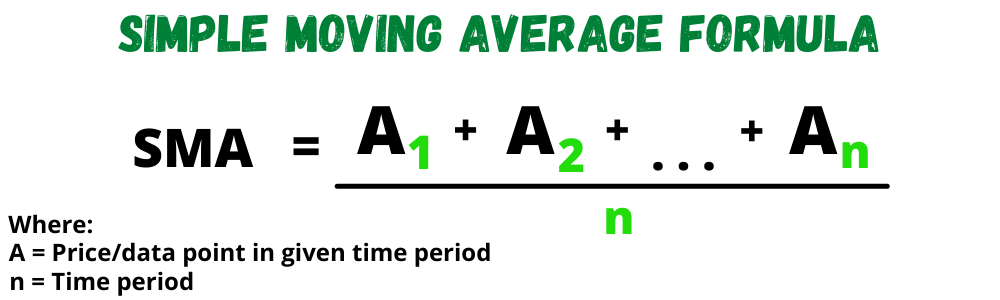 SIMPLE MOVING AVERAGE FORMULA
SMA = A1 + A2 + ... + An
n
Where:
A = Price/data point in given time period
n = Time period